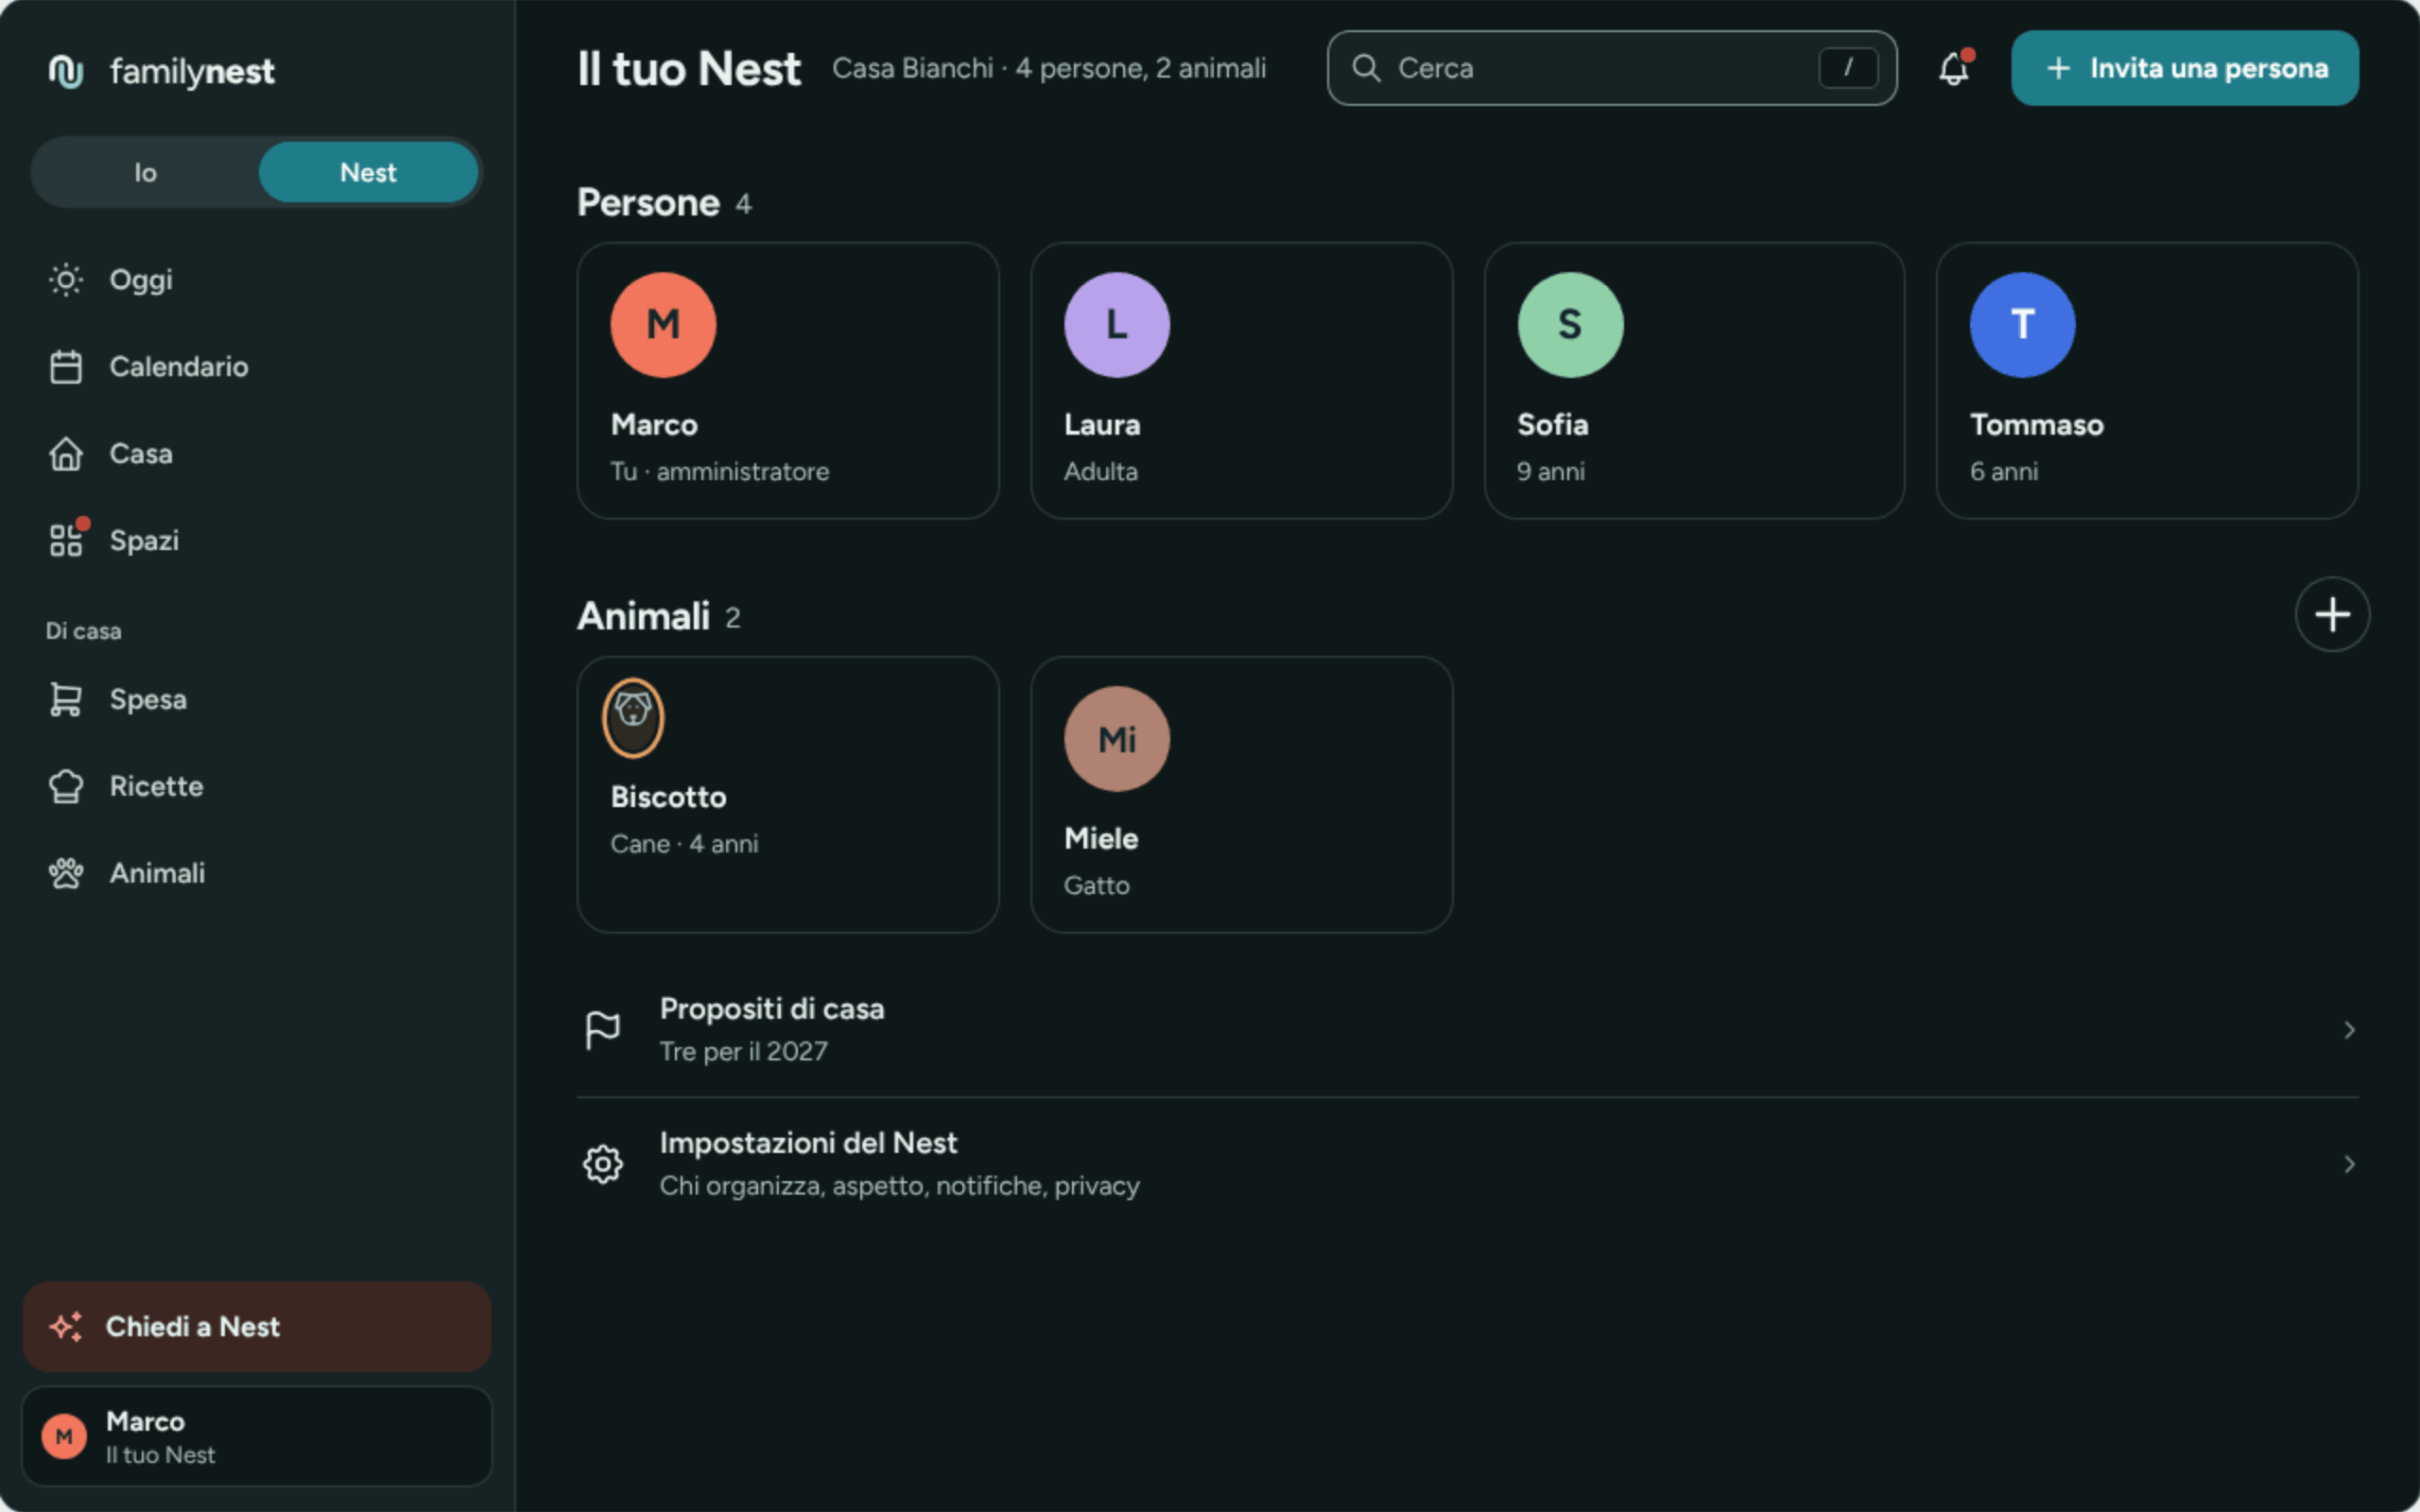 familynest
Io
Nest
Oggi
Calendario
Casa
Spazi
Di casa
Spesa
Ricette
Animali
Chiedi a Nest
M
Marco
Il tuo Nest
Il tuo Nest
Casa Bianchi · 4 persone, 2 animali
Cerca
/
+ Invita una persona
Persone 4
M
Marco
Tu · amministratore
L
Laura
Adulta
S
Sofia
9 anni
T
Tommaso
6 anni
Animali 2
Biscotto
Cane · 4 anni
Mi
Miele
Gatto
Propositi di casa
Tre per il 2027
Impostazioni del Nest
Chi organizza, aspetto, notifiche, privacy